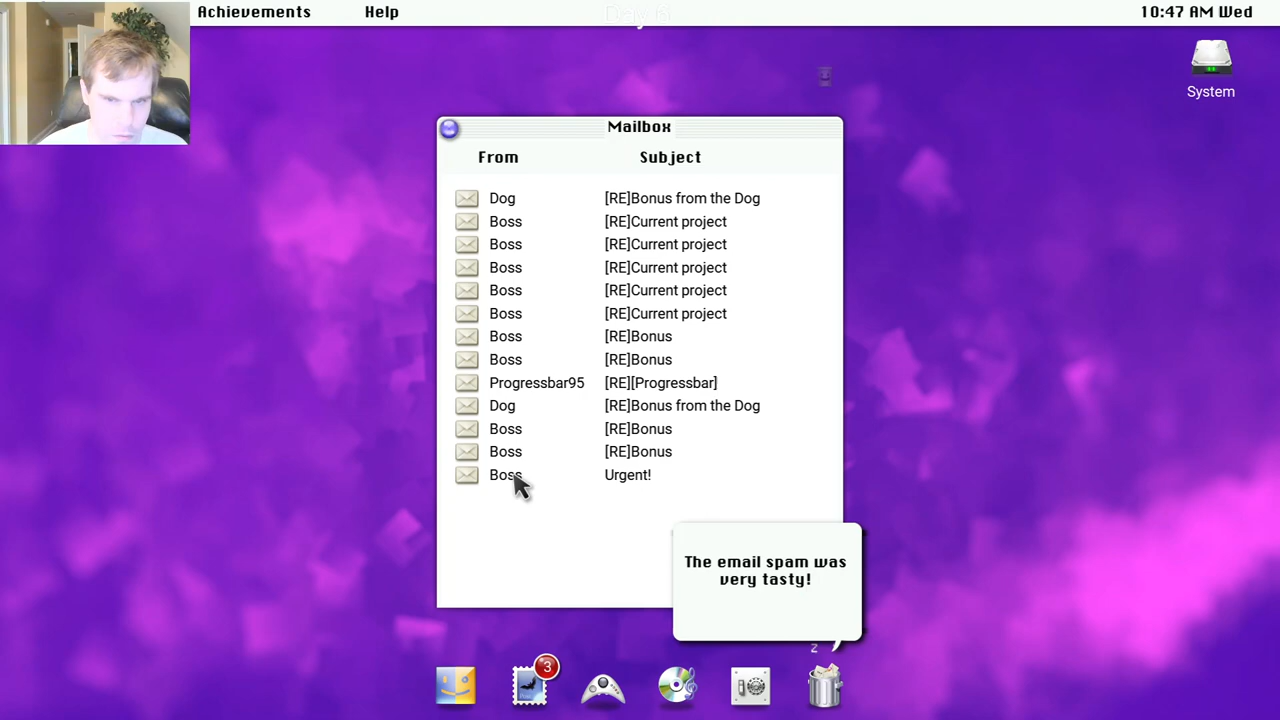 Achievements Help Day 6 10:47 AM Wed
System
Mailbox
From Subject
Dog [RE]Bonus from the Dog
Boss [RE]Current project
Boss [RE]Current project
Boss [RE]Current project
Boss [RE]Current project
Boss [RE]Current project
Boss [RE]Bonus
Boss [RE]Bonus
Progressbar95 [RE][Progressbar]
Dog [RE]Bonus from the Dog
Boss [RE]Bonus
Boss [RE]Bonus
Boss Urgent!
The email spam was
very tasty!
z
3